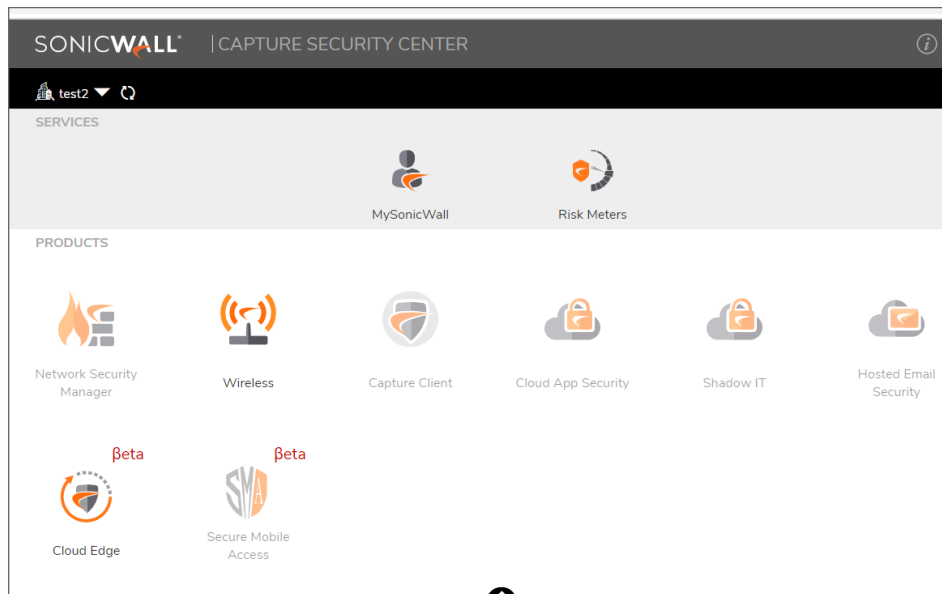 SONICWALL | CAPTURE SECURITY CENTER
test2
SERVICES
MySonicWall Risk Meters
PRODUCTS
Network Security Manager
Wireless
Capture Client
Cloud App Security
Shadow IT
Hosted Email Security
βeta
βeta
Cloud Edge
SMA
Secure Mobile Access